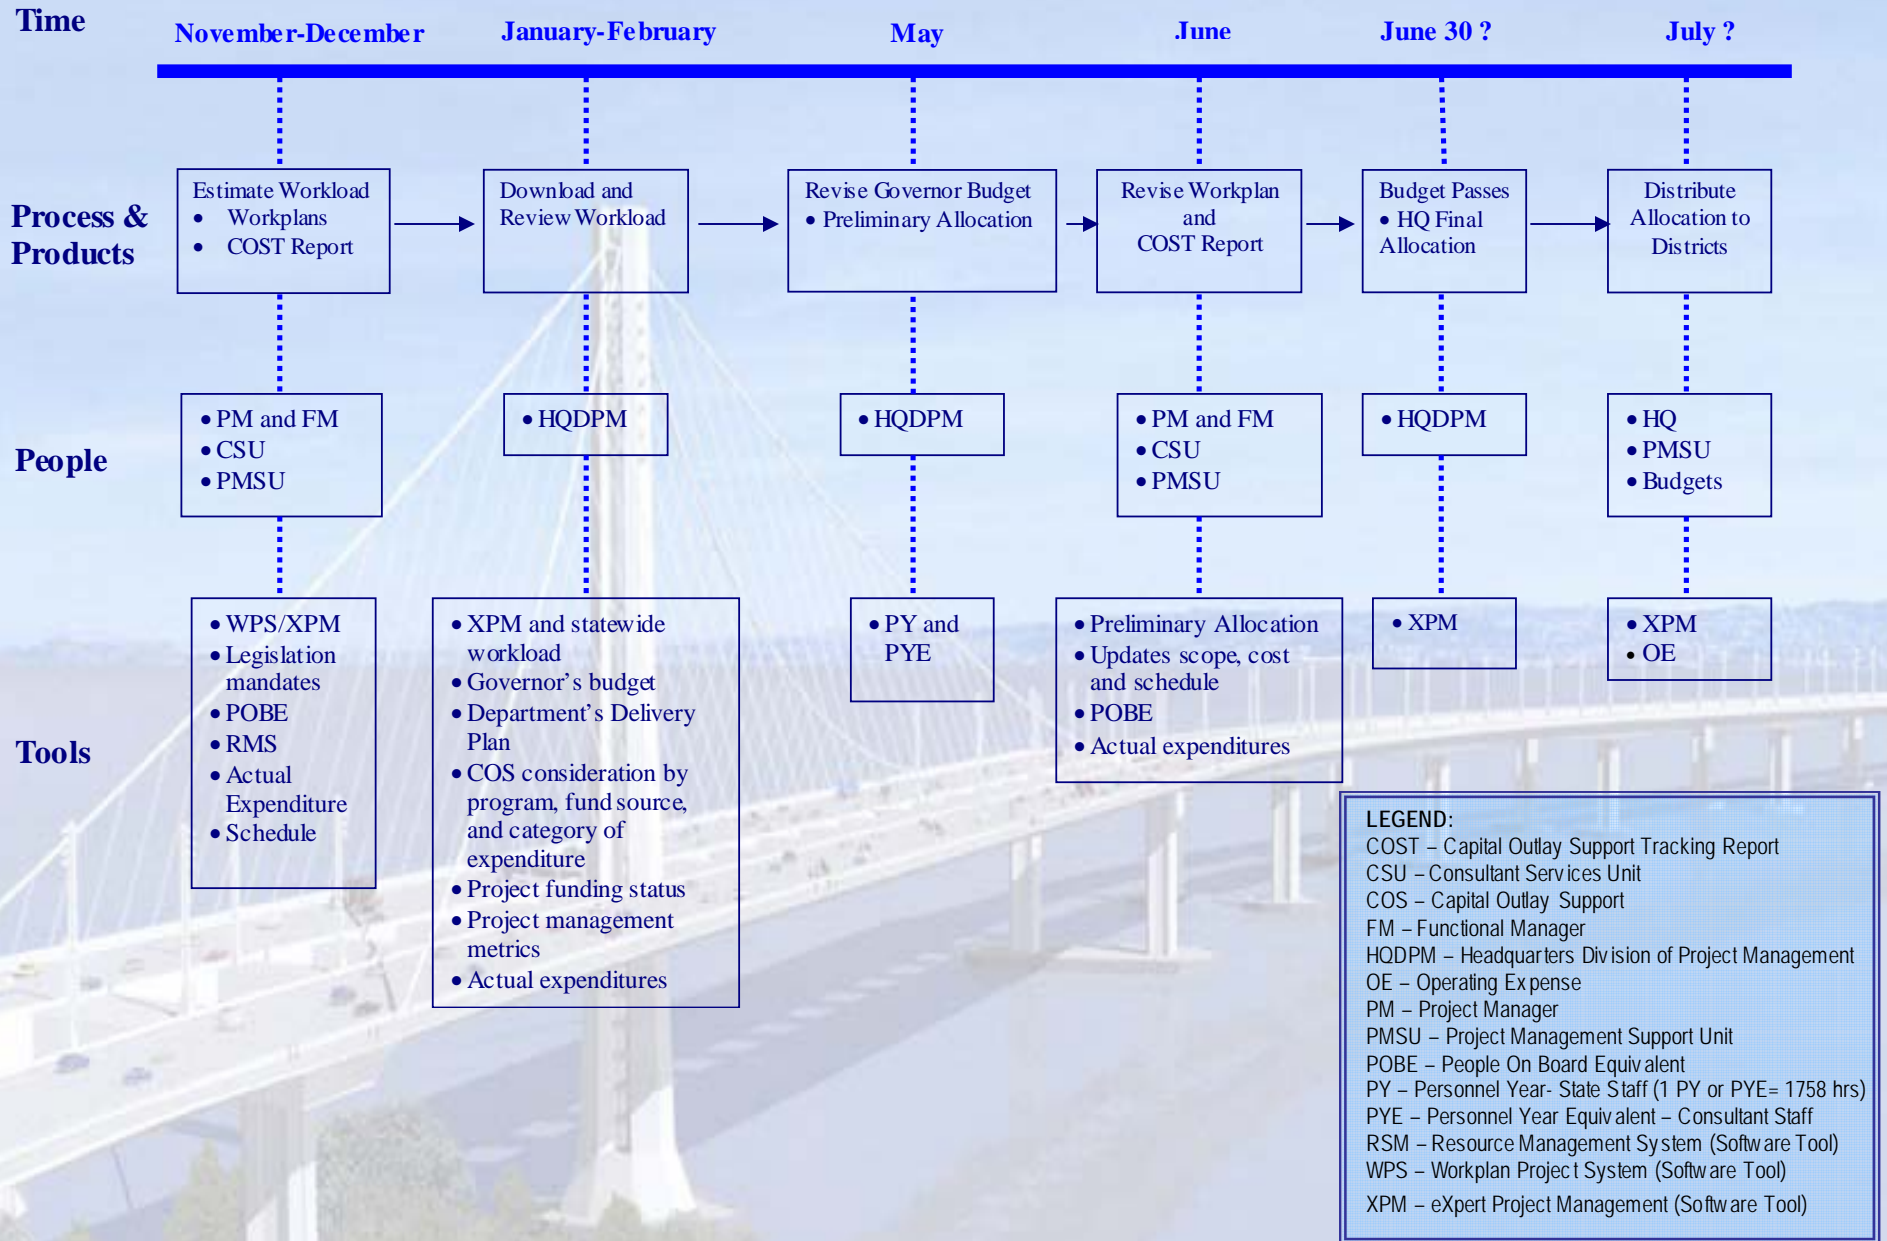 Time
November-December
January-February
May
June
June 30 ?
July ?
Process &
Products
Estimate Workload
• Workplans
• COST Report
Download and
Review Workload
Revise Governor Budget
• Preliminary Allocation
Revise Workplan
and
COST Report
Budget Passes
• HQ Final
Allocation
Distribute
Allocation to
Districts
People
• PM and FM
• CSU
• PMSU
• HQDPM
• HQDPM
• PM and FM
• CSU
• PMSU
• HQDPM
• HQ
• PMSU
• Budgets
Tools
• WPS/XPM
• Legislation
mandates
• POBE
• RMS
• Actual
Expenditure
• Schedule
• XPM and statewide
workload
• Governor's budget
• Department's Delivery
Plan
• COS consideration by
program, fund source,
and category of
expenditure
• Project funding status
• Project management
metrics
• Actual expenditures
• PY and
PYE
• Preliminary Allocation
• Updates scope, cost
and schedule
• POBE
• Actual expenditures
• XPM
• XPM
• OE
LEGEND:
COST – Capital Outlay Support Tracking Report
CSU – Consultant Services Unit
COS – Capital Outlay Support
FM – Functional Manager
HQDPM – Headquarters Division of Project Management
OE – Operating Expense
PM – Project Manager
PMSU – Project Management Support Unit
POBE – People On Board Equivalent
PY – Personnel Year- State Staff (1 PY or PYE= 1758 hrs)
PYE – Personnel Year Equivalent – Consultant Staff
RSM – Resource Management System (Software Tool)
WPS – Workplan Project System (Software Tool)
XPM – eXpert Project Management (Software Tool)